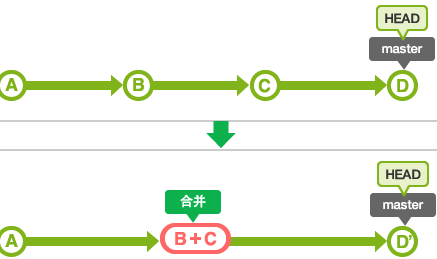 HEAD
master
A B C D
HEAD
合并 master
A B+C D'